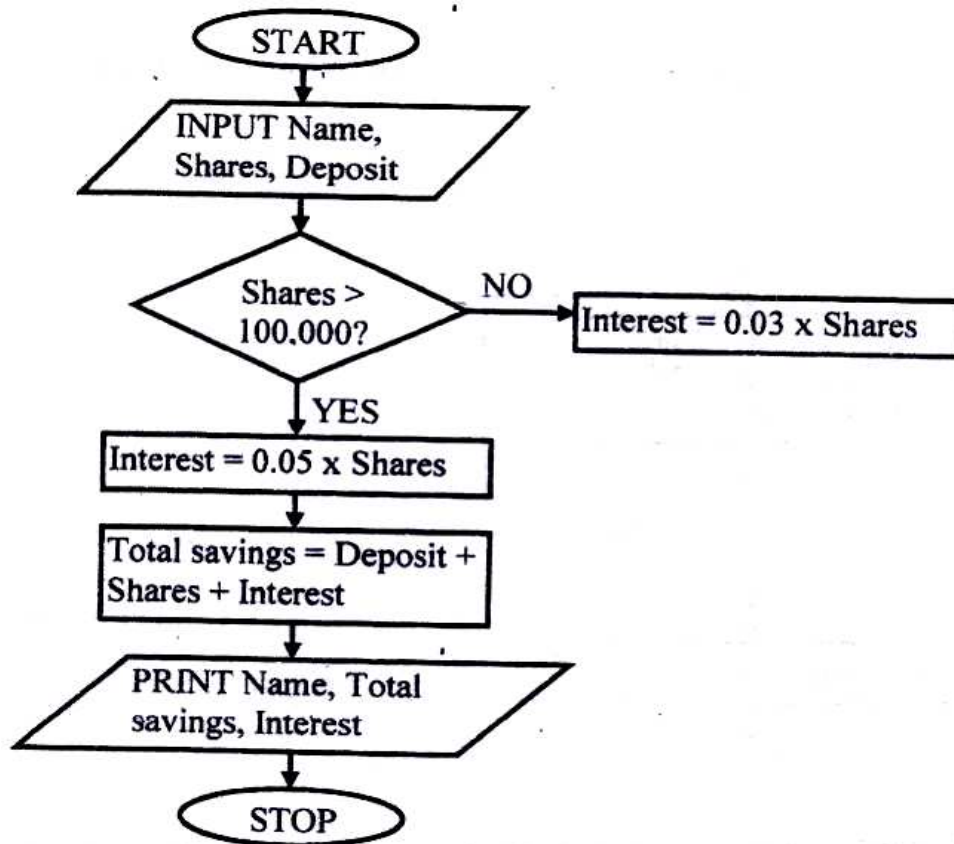 START
INPUT Name,
Shares, Deposit
Shares >
100,000?
NO
Interest = 0.03 x Shares
YES
Interest = 0.05 x Shares
Total savings = Deposit +
Shares + Interest
PRINT Name, Total
savings, Interest
STOP